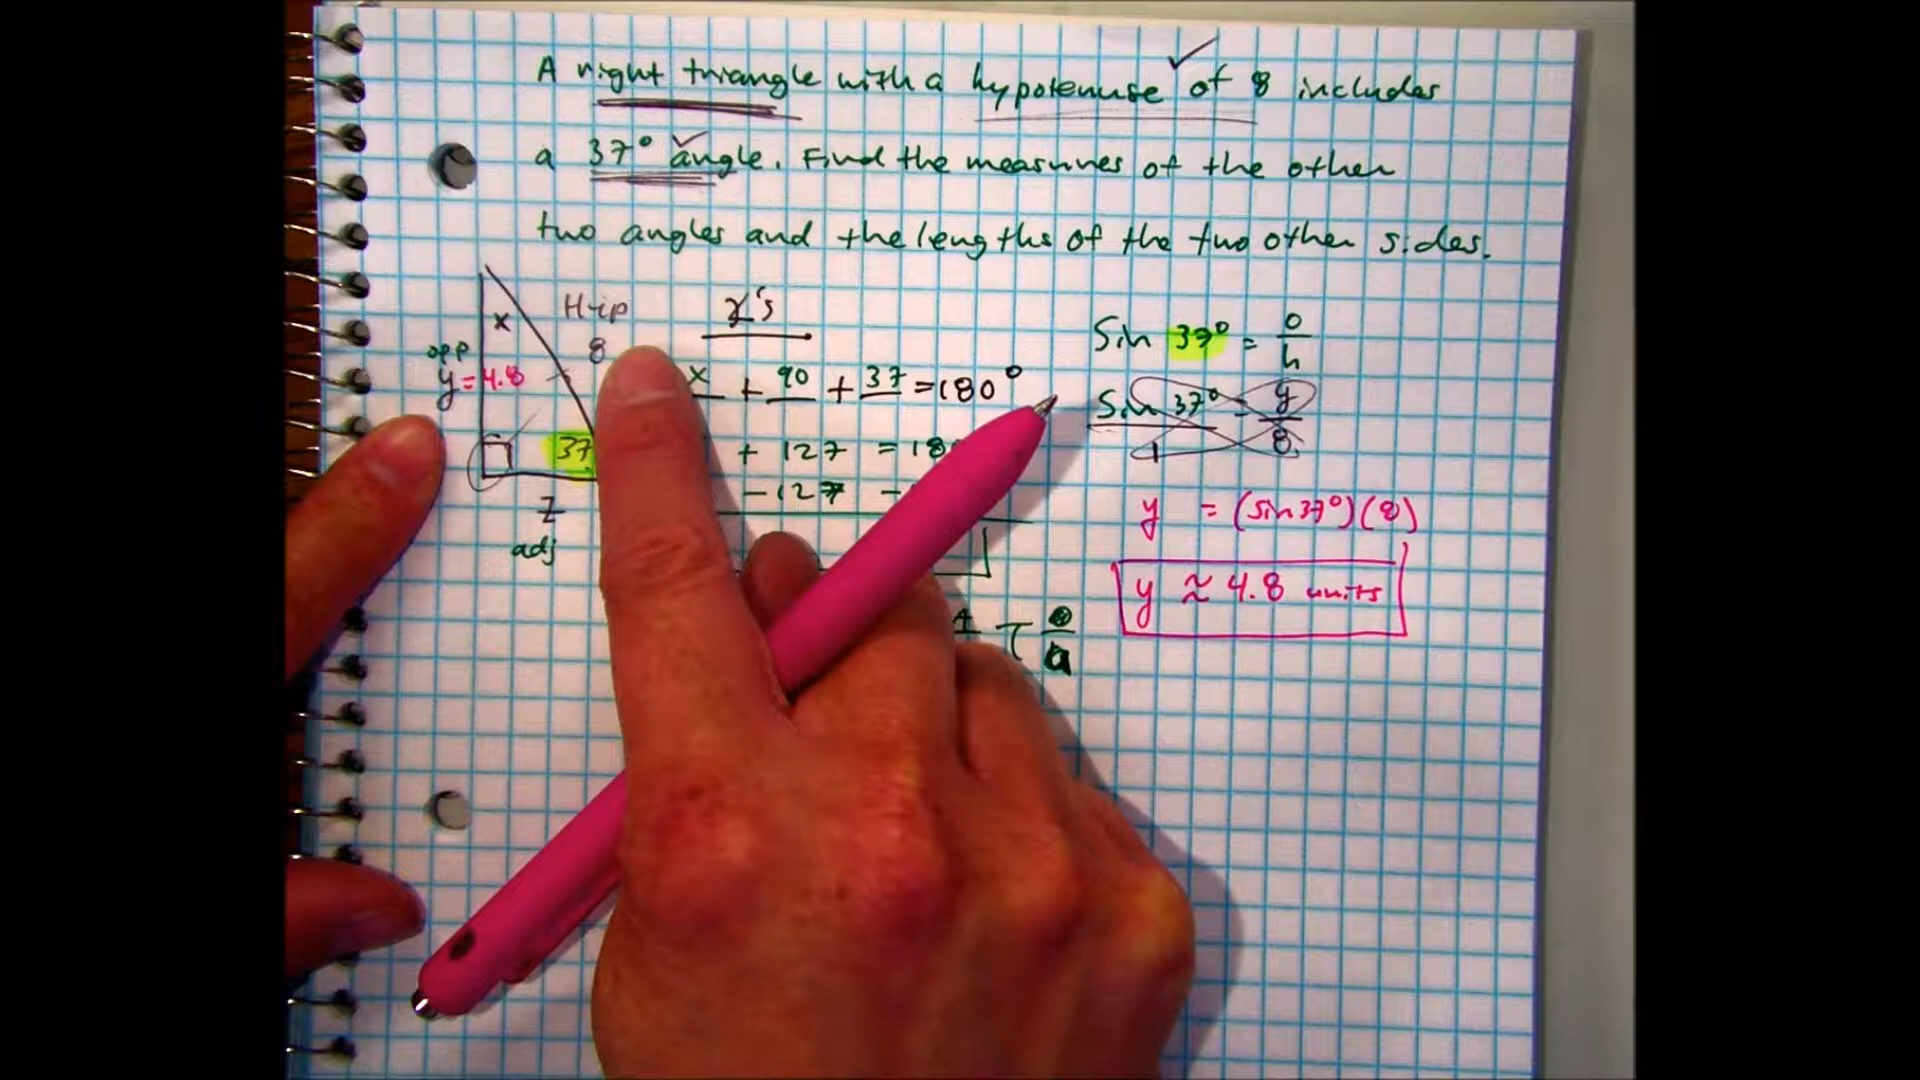 A right triangle with a hypotenuse of 8 includes
a 37° angle. Find the measures of the other
two angles and the lengths of the two other sides.
x
Hyp
8
opp
y=4.8
37
z
adj
x + 90 + 37 = 180°
+ 127 = 18
-127 -
A
T o/a
Sin 37° = o/h
Sin 37°/1 = y/8
y = (sin37°)(8)
y ≈ 4.8 units